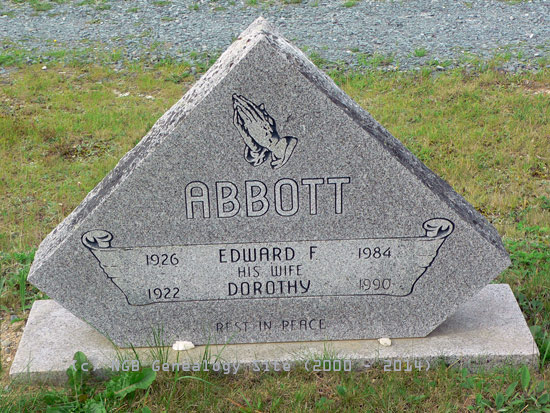 ABBOTT
1926 EDWARD F 1984
HIS WIFE
1922 DOROTHY 1990
REST IN PEACE
(c) NGB Genealogy Site (2000 - 2014)